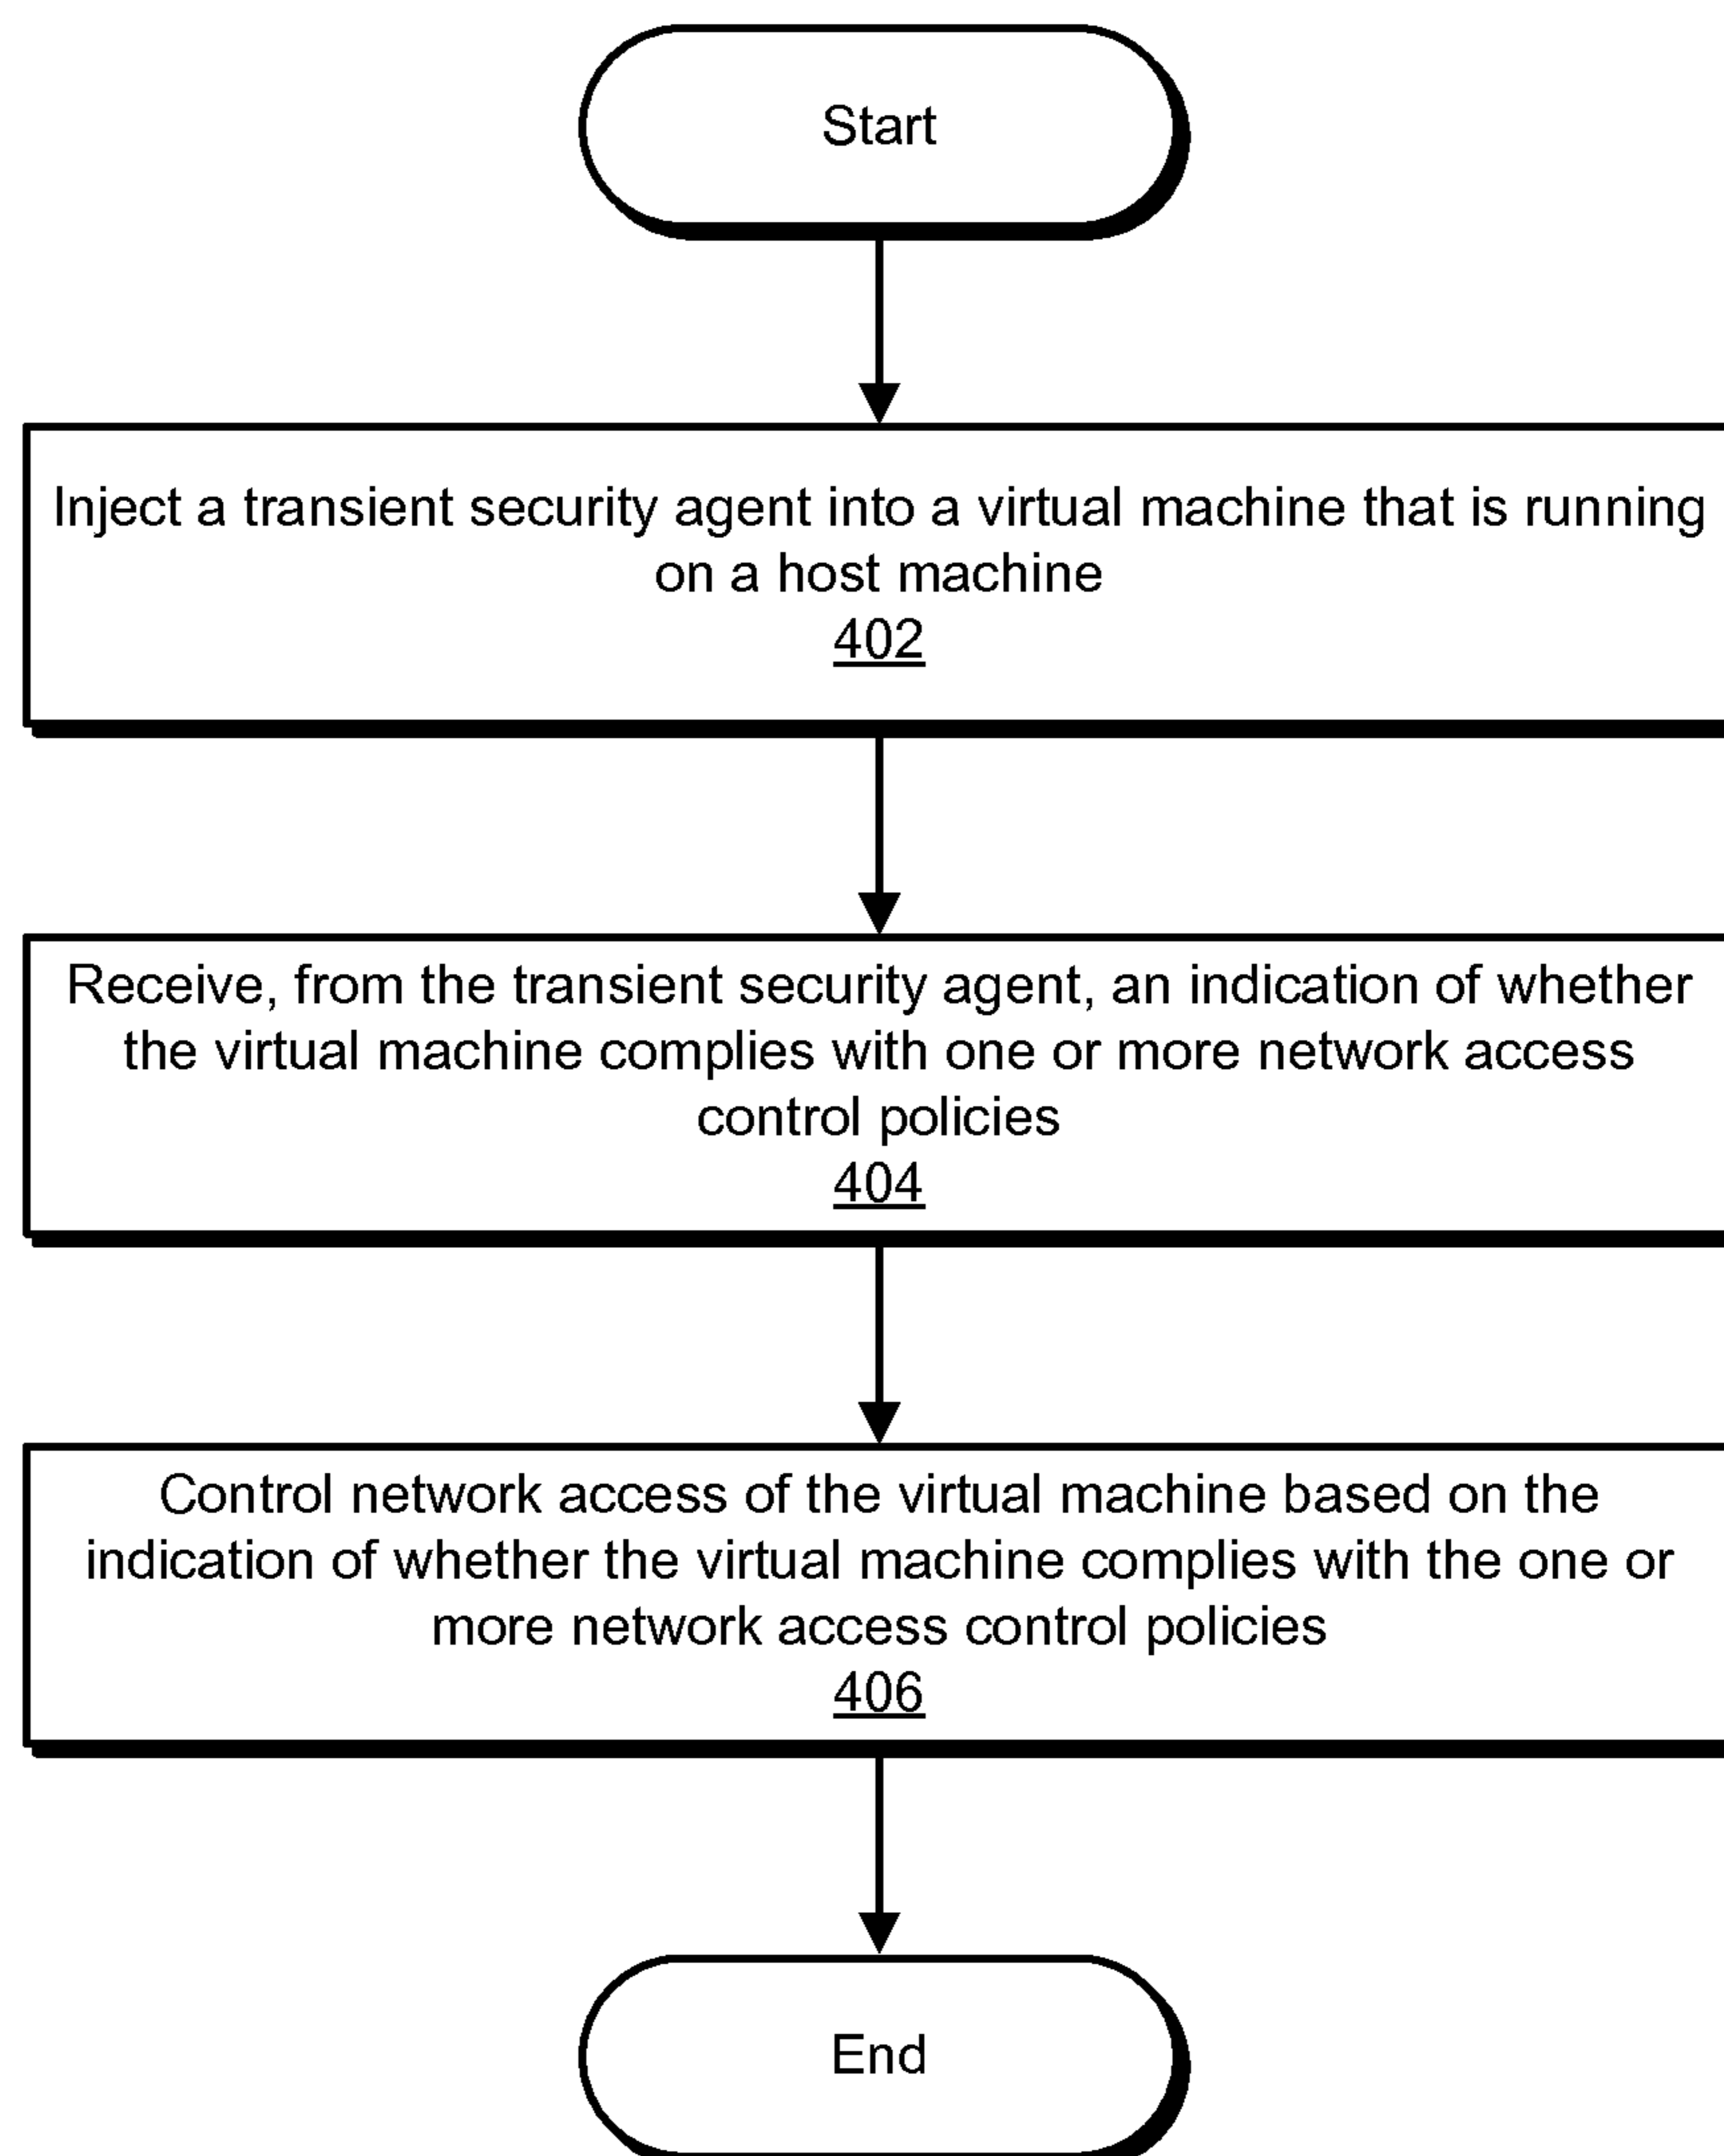 Start
Inject a transient security agent into a virtual machine that is running
on a host machine
402
Receive, from the transient security agent, an indication of whether
the virtual machine complies with one or more network access
control policies
404
Control network access of the virtual machine based on the
indication of whether the virtual machine complies with the one or
more network access control policies
406
End